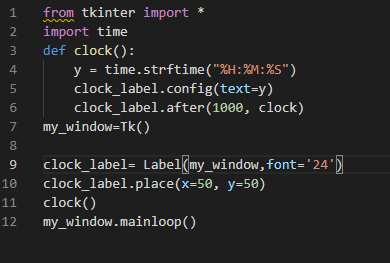 1 from tkinter import *
2 import time
3 def clock():
4     y = time.strftime("%H:%M:%S")
5     clock_label.config(text=y)
6     clock_label.after(1000, clock)
7 my_window=Tk()
8
9 clock_label= Label(my_window,font='24')
10 clock_label.place(x=50, y=50)
11 clock()
12 my_window.mainloop()